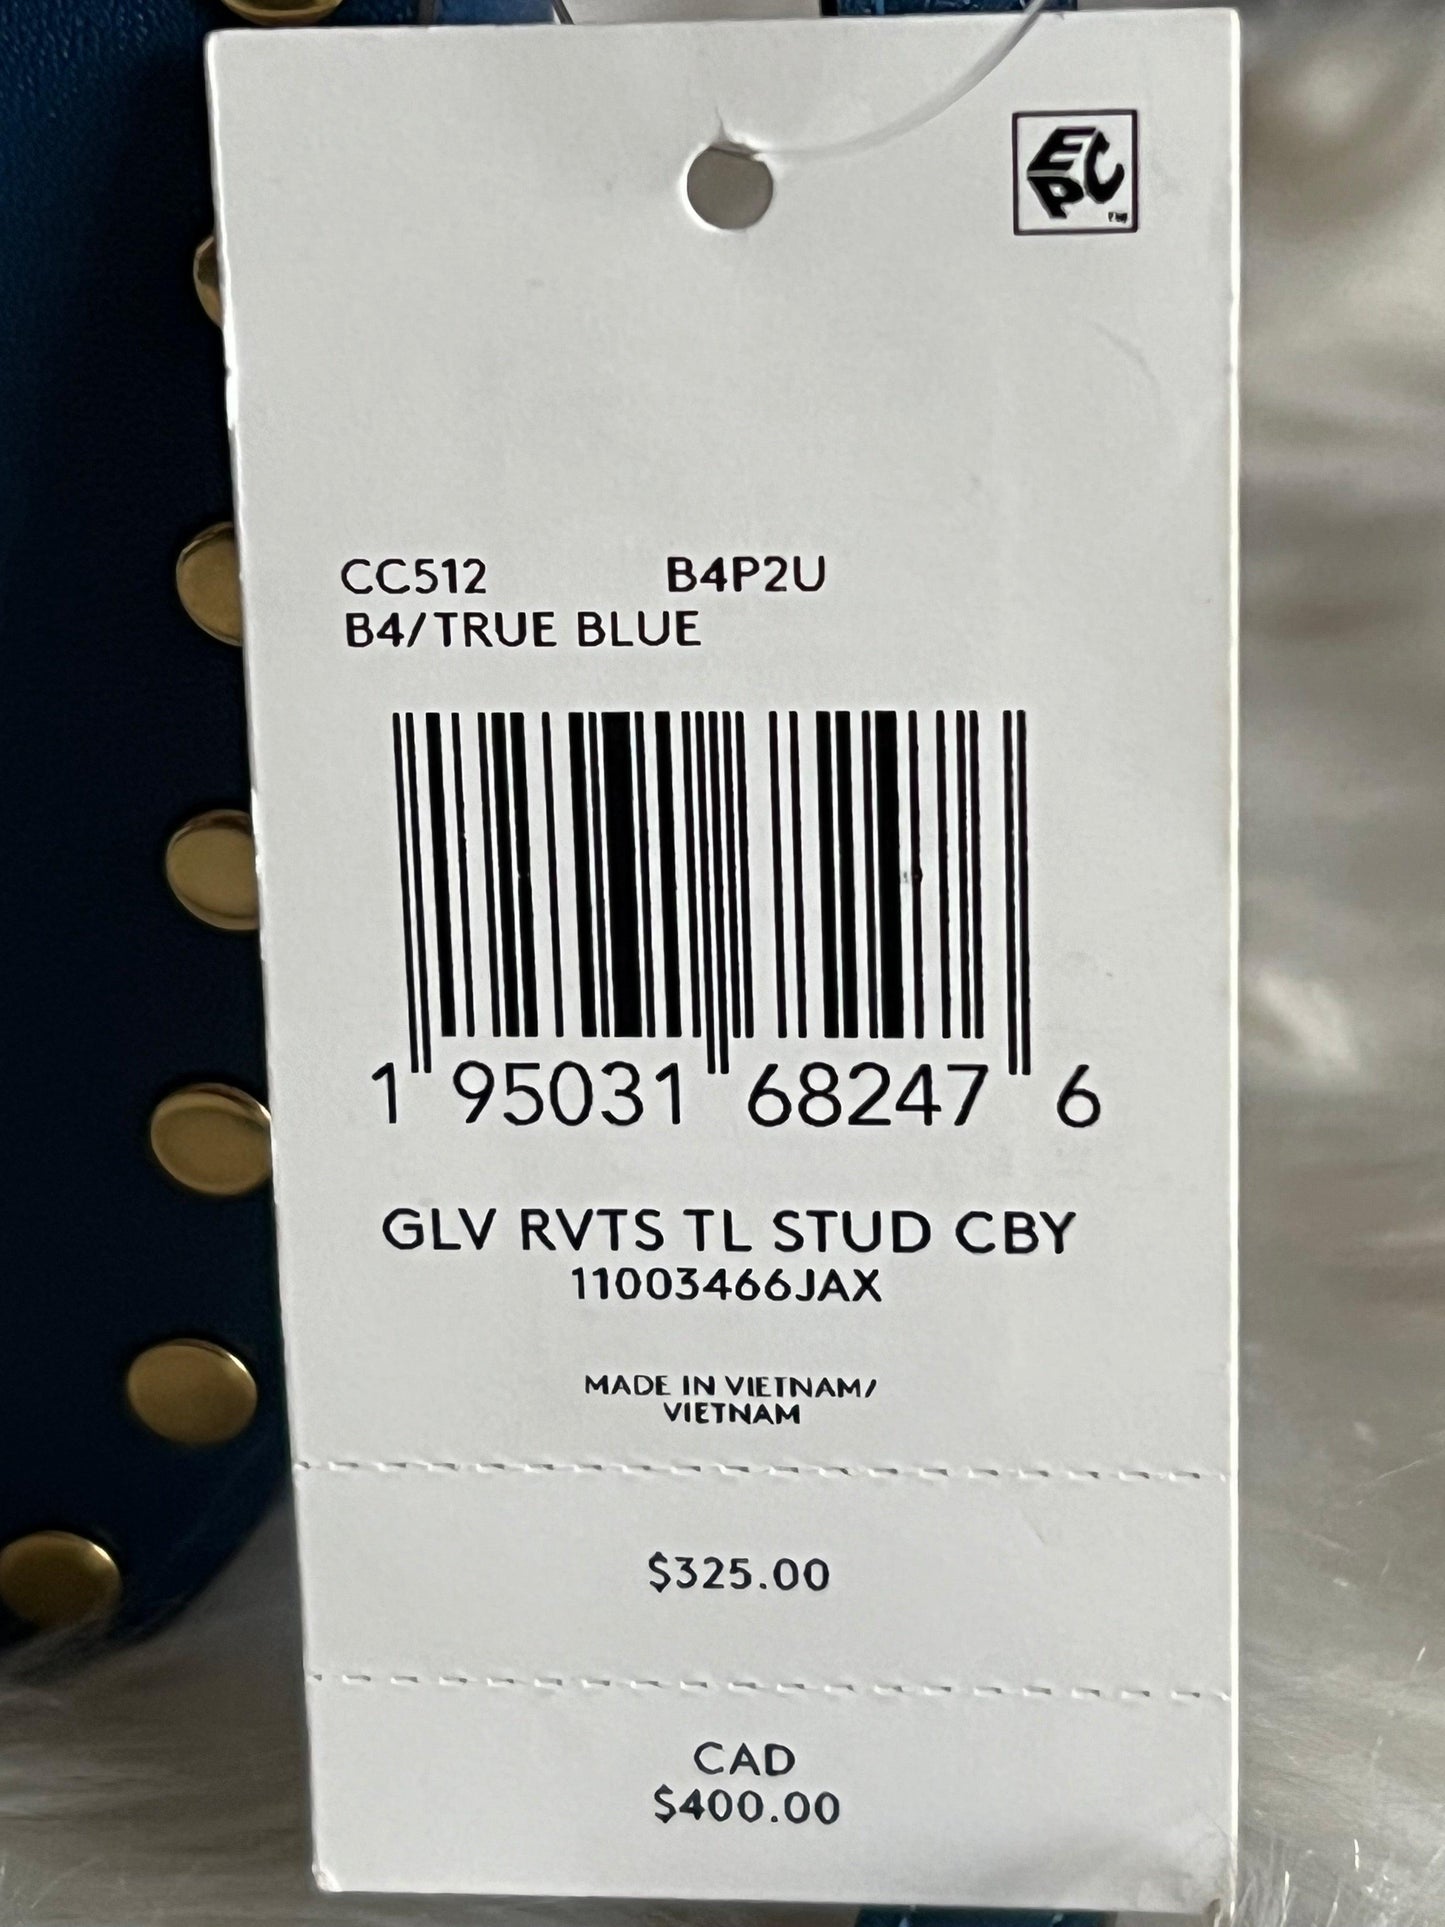 EPC
CC512 B4P2U
B4/TRUE BLUE
1 95031 68247 6
GLV RVTS TL STUD CBY
11003466JAX
MADE IN VIETNAM/
VIETNAM
$325.00
CAD
$400.00